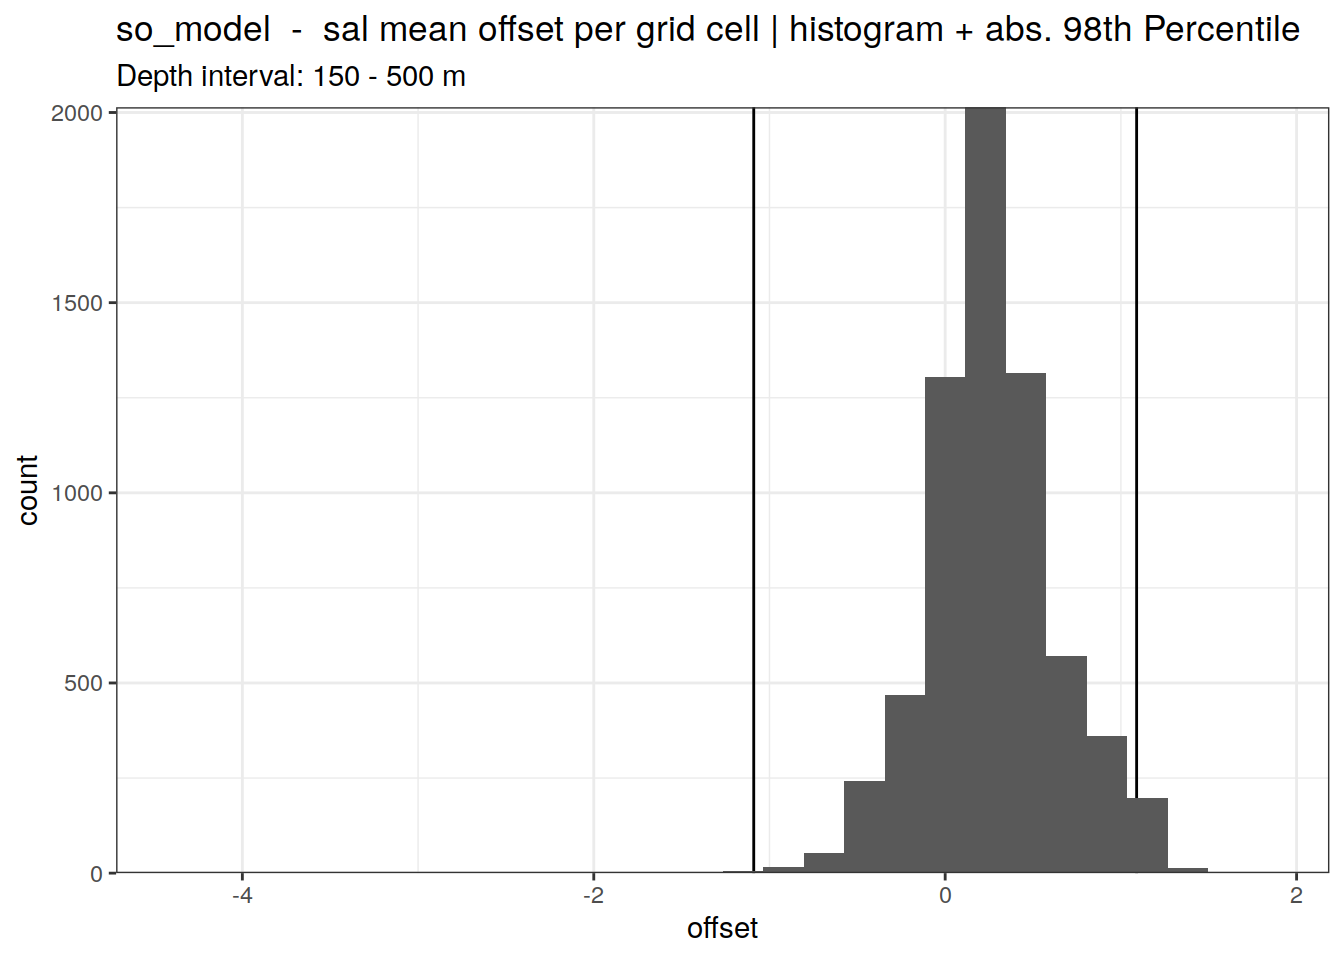 so_model  -  sal mean offset per grid cell | histogram + abs. 98th Percentile
Depth interval: 150 - 500 m
2000
1500
1000
500
0
count
-4
-2
0
2
offset